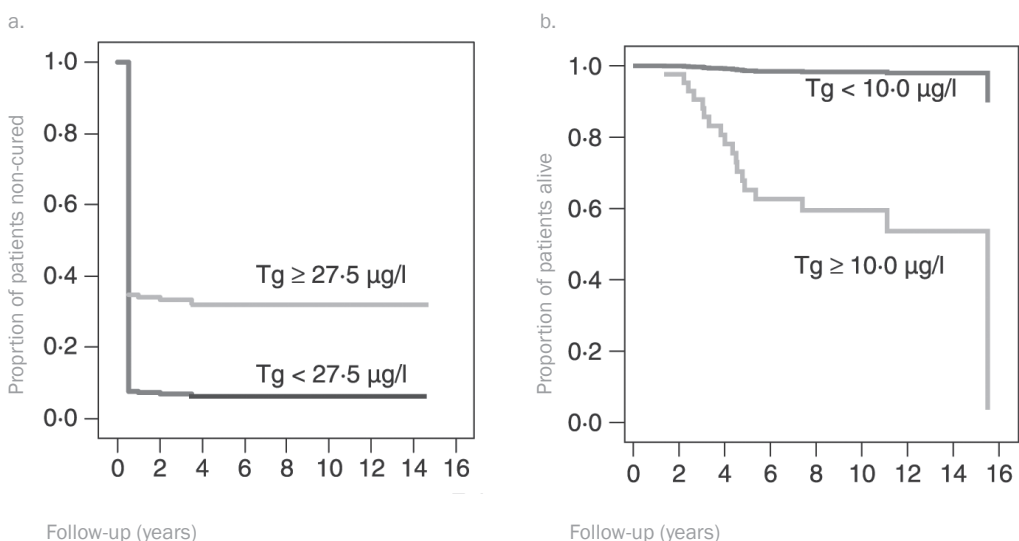 a.
Proprtion of patients non-cured
1·0
0·8
0·6
0·4
0·2
0·0
Tg ≥ 27·5 µg/l
Tg < 27·5 µg/l
0 2 4 6 8 10 12 14 16
Follow-up (years)
b.
Proportion of patients alive
1·0
0·8
0·6
0·4
0·2
0·0
Tg < 10·0 µg/l
Tg ≥ 10·0 µg/l
0 2 4 6 8 10 12 14 16
Follow-up (years)